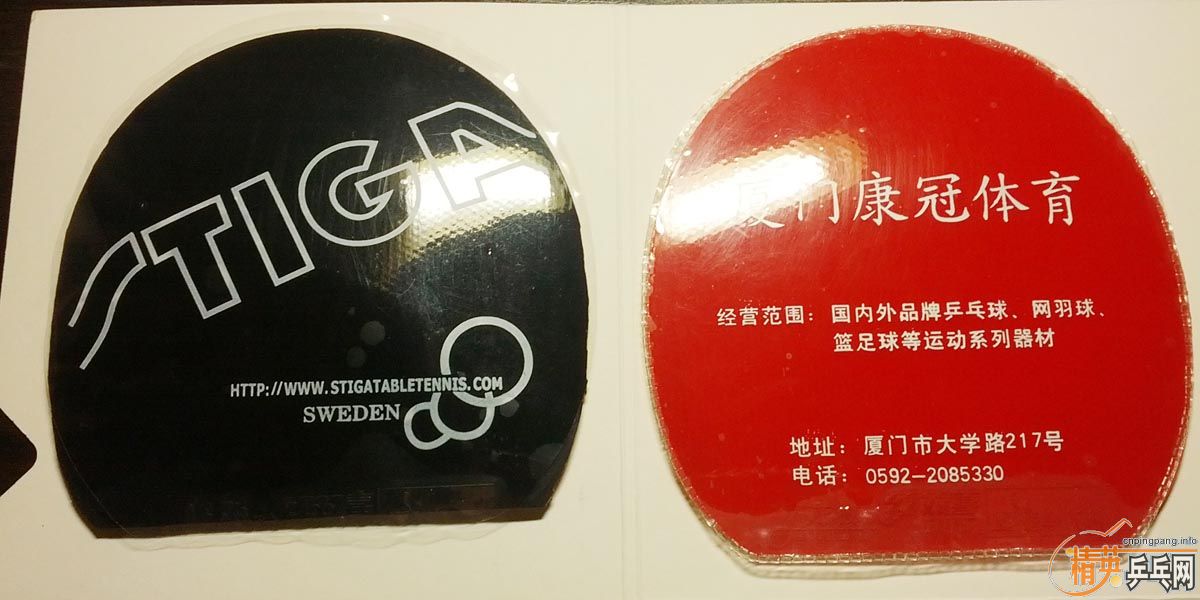 STIGA
HTTP://WWW.STIGATABLETENNIS.COM
SWEDEN
厦门康冠体育
经营范围：国内外品牌乒乓球、网羽球、
篮足球等运动系列器材
地址：厦门市大学路217号
电话：0592-2085330
cnpingpang.info
精英乒乓网